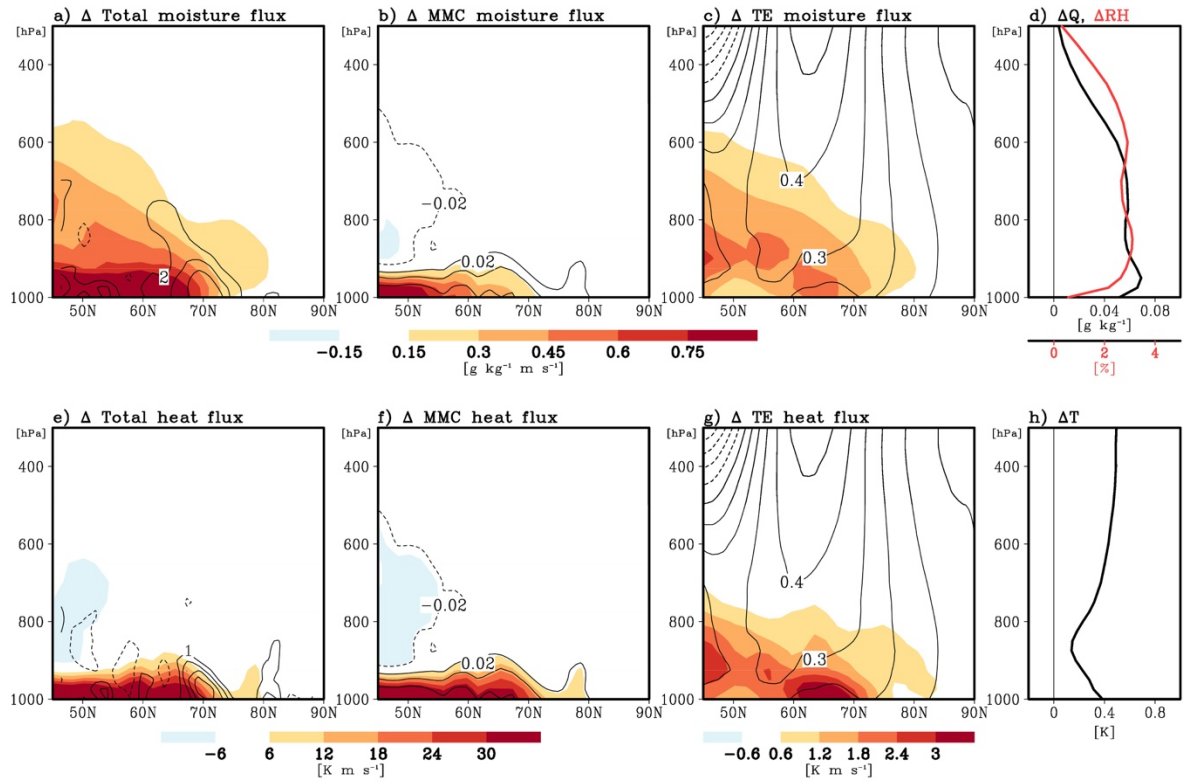 a) Δ Total moisture flux
b) Δ MMC moisture flux
c) Δ TE moisture flux
d) ΔQ, ΔRH
[hPa] [hPa] [hPa] [hPa]
400 400 400 400
600 600 600 600
800 800 800 800
1000 1000 1000 1000
2
-0.02
0.02
0.4
0.3
50N 60N 70N 80N 90N
50N 60N 70N 80N 90N
50N 60N 70N 80N 90N
0 0.04 0.08
[g kg⁻¹]
-0.15 0.15 0.3 0.45 0.6 0.75
[g kg⁻¹ m s⁻¹]
0 2 4
[%]
e) Δ Total heat flux
f) Δ MMC heat flux
g) Δ TE heat flux
h) ΔT
[hPa] [hPa] [hPa] [hPa]
400 400 400 400
600 600 600 600
800 800 800 800
1000 1000 1000 1000
1
-0.02
0.02
0.4
0.3
50N 60N 70N 80N 90N
50N 60N 70N 80N 90N
50N 60N 70N 80N 90N
0 0.4 0.8
[K]
-6 6 12 18 24 30
[K m s⁻¹]
-0.6 0.6 1.2 1.8 2.4 3
[K m s⁻¹]